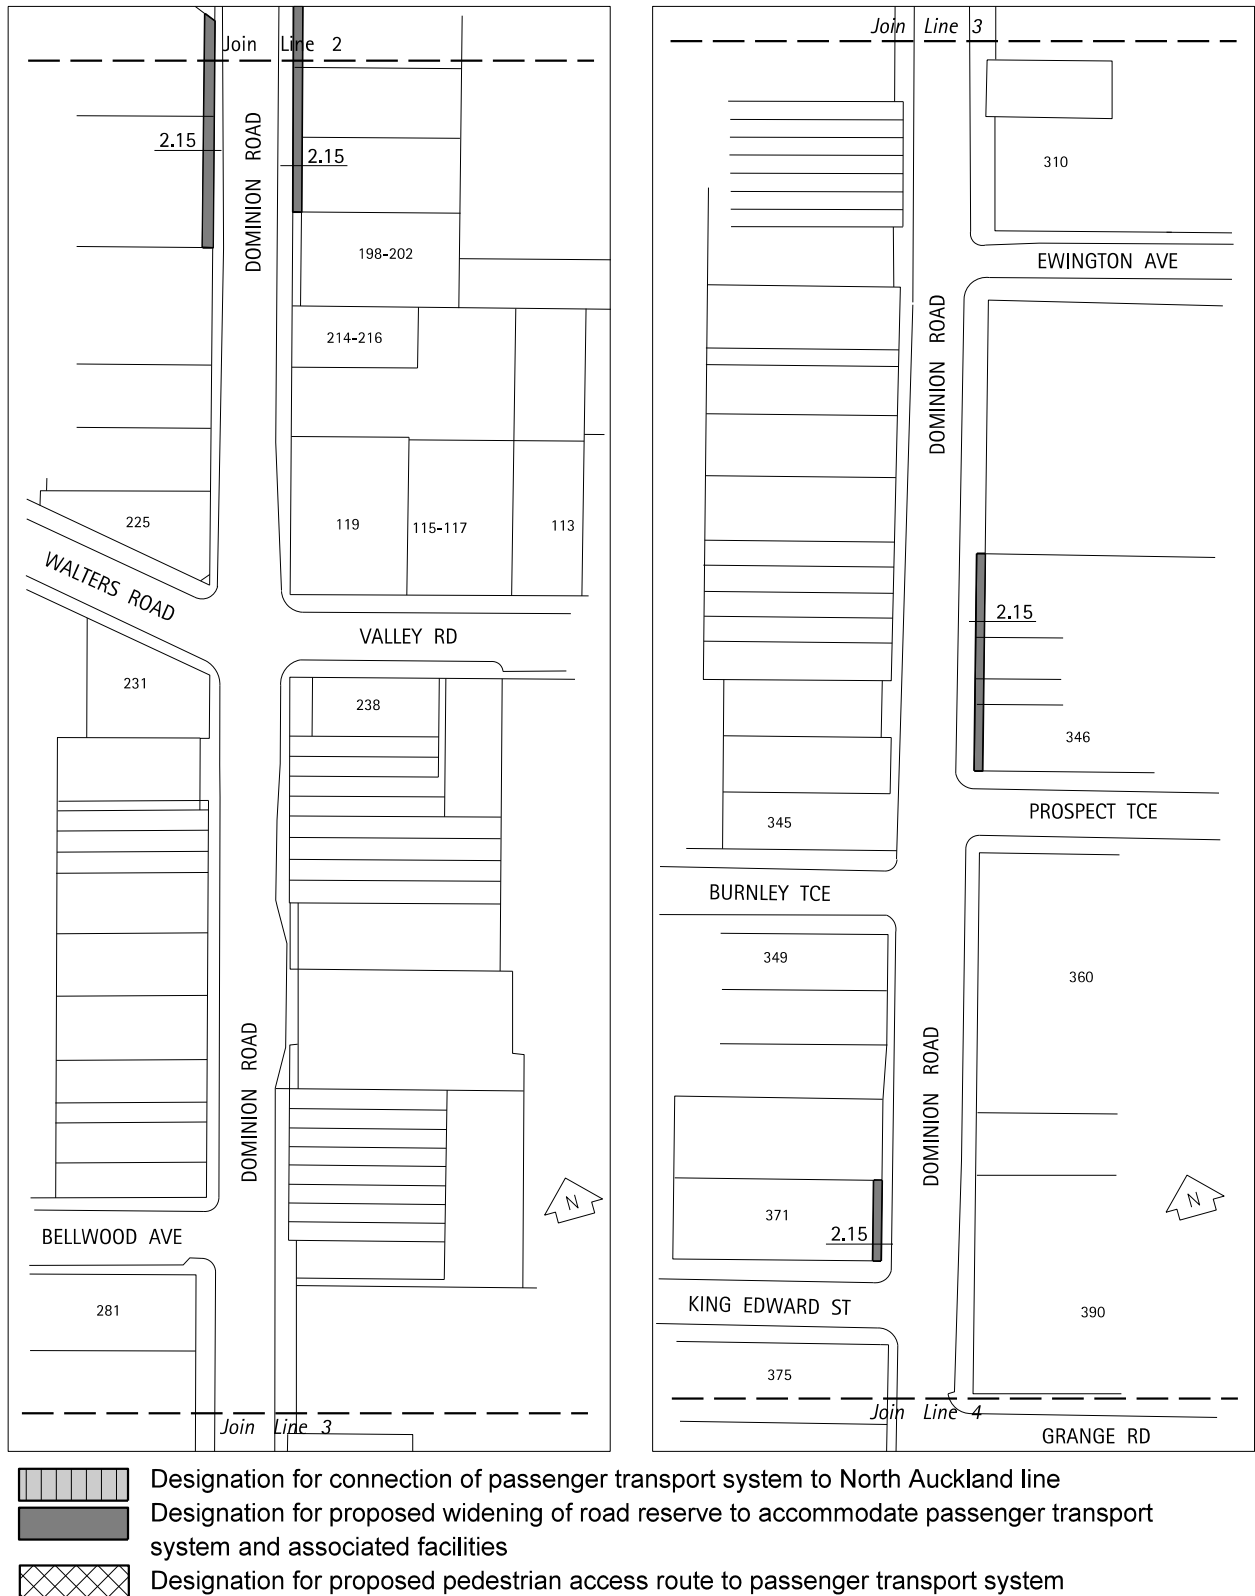 Join Line 2
2.15
2.15
DOMINION ROAD
198-202
214-216
225
119
115-117
113
WALTERS ROAD
VALLEY RD
231
238
DOMINION ROAD
BELLWOOD AVE
N
281
Join Line 3
Join Line 3
310
EWINGTON AVE
DOMINION ROAD
2.15
346
345
PROSPECT TCE
BURNLEY TCE
349
360
DOMINION ROAD
371
2.15
N
KING EDWARD ST
390
375
Join Line 4
GRANGE RD
Designation for connection of passenger transport system to North Auckland line
Designation for proposed widening of road reserve to accommodate passenger transport
system and associated facilities
Designation for proposed pedestrian access route to passenger transport system